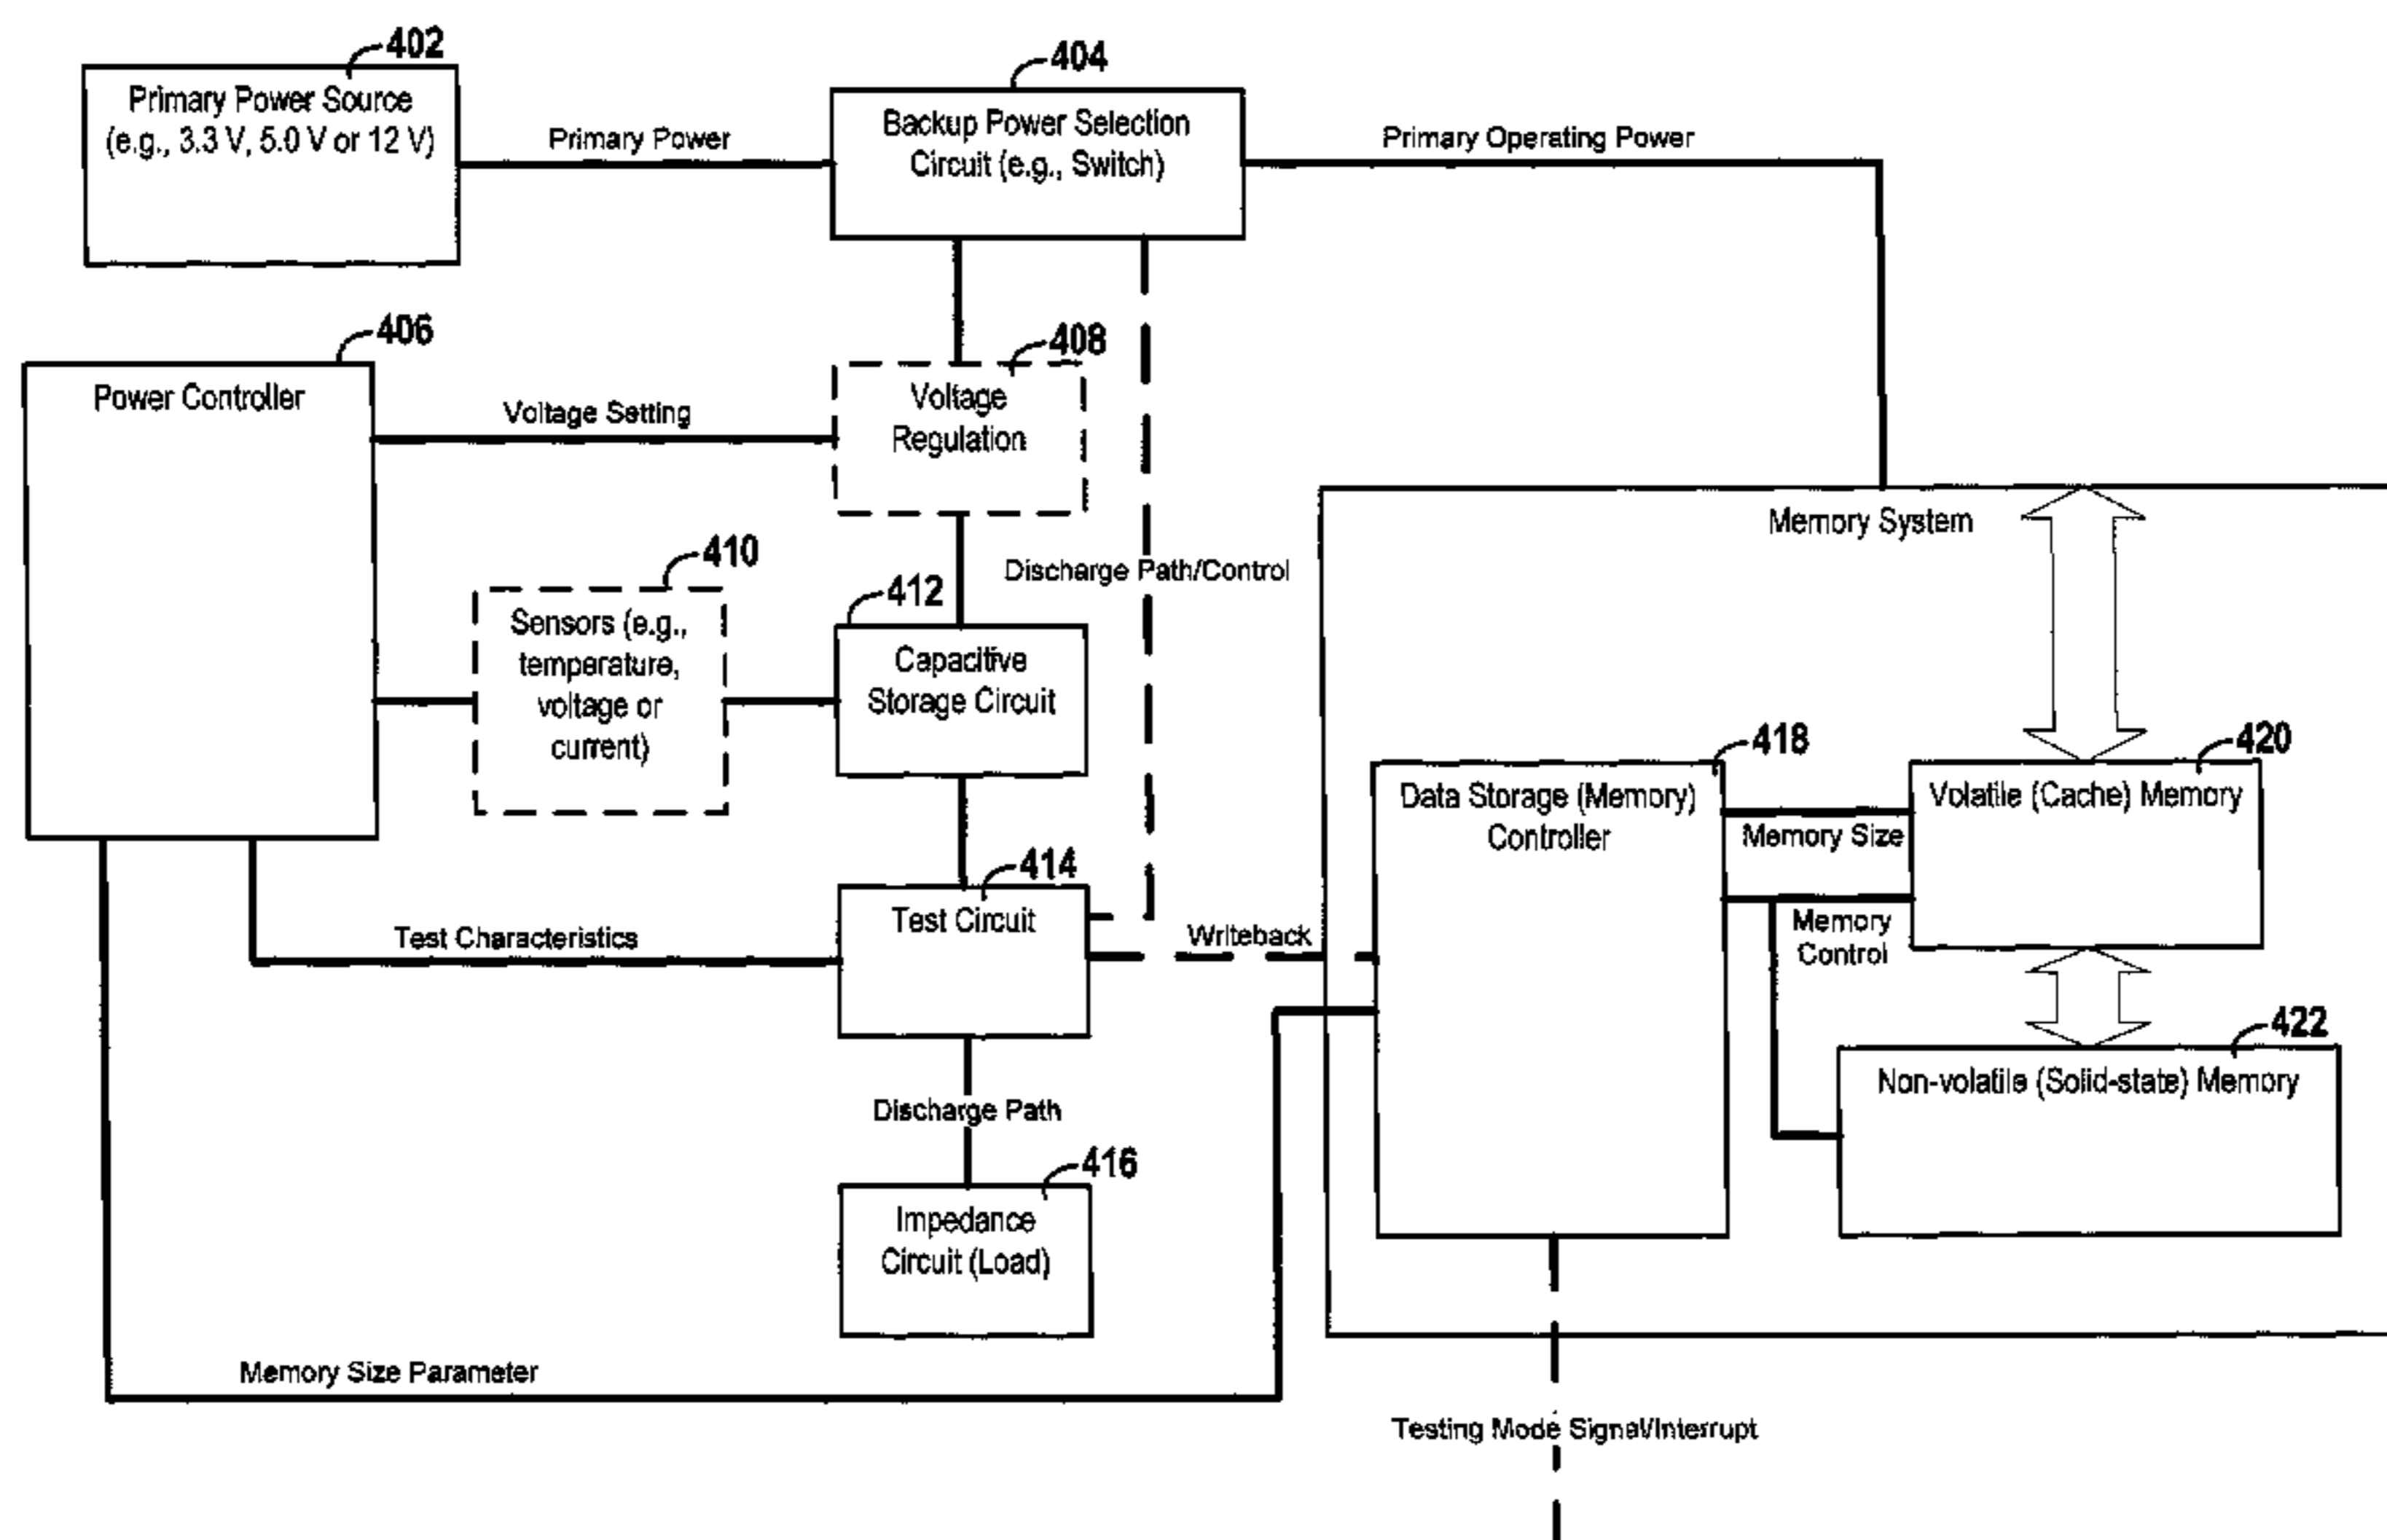 402
Primary Power Source
(e.g., 3.3 V, 5.0 V or 12 V)
Primary Power
404
Backup Power Selection
Circuit (e.g., Switch)
Primary Operating Power
406
Power Controller
Voltage Setting
408
Voltage
Regulation
Discharge Path/Control
Memory System
410
Sensors (e.g.,
temperature,
voltage or
current)
412
Capacitive
Storage Circuit
418
Data Storage (Memory)
Controller
420
Volatile (Cache) Memory
Memory Size
Memory
Control
414
Test Circuit
Test Characteristics
Writeback
422
Non-volatile (Solid-state) Memory
Discharge Path
416
Impedance
Circuit (Load)
Memory Size Parameter
Testing Mode Signal/Interrupt